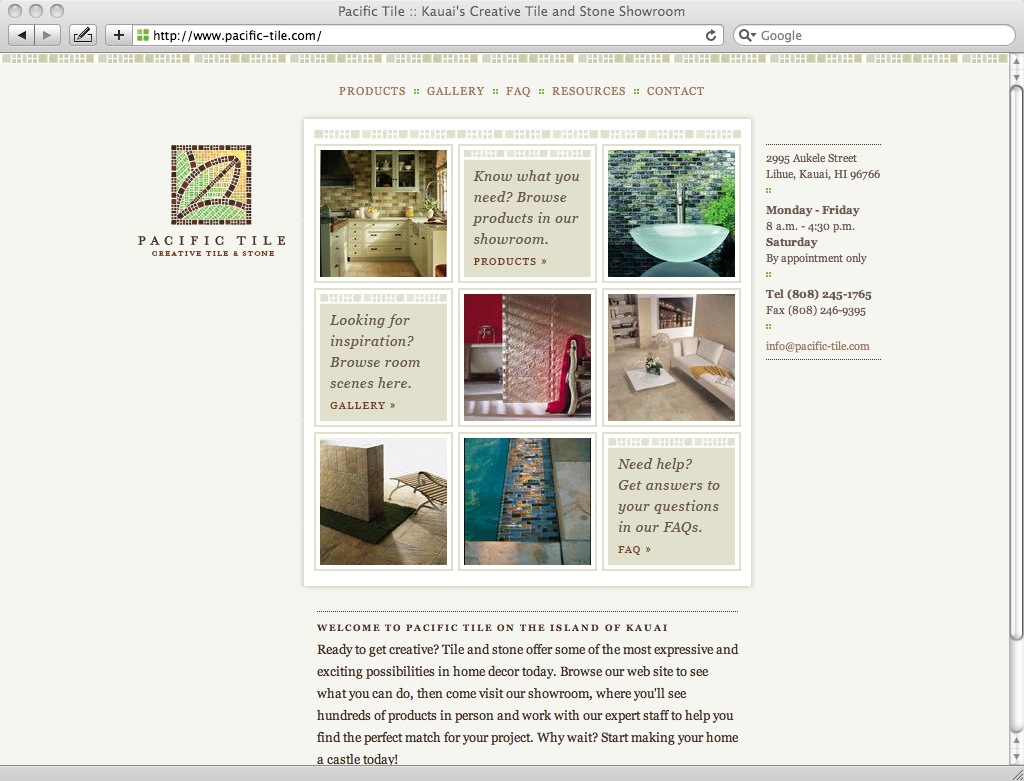 Pacific Tile :: Kauai's Creative Tile and Stone Showroom
http://www.pacific-tile.com/
Google
PRODUCTS :: GALLERY :: FAQ :: RESOURCES :: CONTACT
PACIFIC TILE
CREATIVE TILE & STONE
Know what you
need? Browse
products in our
showroom.
PRODUCTS »
Looking for
inspiration?
Browse room
scenes here.
GALLERY »
Need help?
Get answers to
your questions
in our FAQs.
FAQ »
2995 Aukele Street
Lihue, Kauai, HI 96766
Monday - Friday
8 a.m. - 4:30 p.m.
Saturday
By appointment only
Tel (808) 245-1765
Fax (808) 246-9395
info@pacific-tile.com
WELCOME TO PACIFIC TILE ON THE ISLAND OF KAUAI
Ready to get creative? Tile and stone offer some of the most expressive and
exciting possibilities in home decor today. Browse our web site to see
what you can do, then come visit our showroom, where you'll see
hundreds of products in person and work with our expert staff to help you
find the perfect match for your project. Why wait? Start making your home
a castle today!